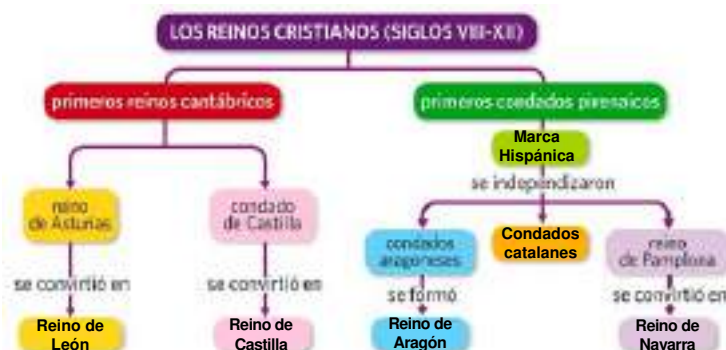 LOS REINOS CRISTIANOS (SIGLOS VIII-XII)
primeros reinos cantábricos
primeros condados pirenaicos
Marca
Hispánica
se independizaron
reino
de Asturias
condado
de Castilla
condados
aragoneses
Condados
catalanes
reino
de Pamplona
se convirtió en
se convirtió en
se formó
se convirtió en
Reino de
León
Reino de
Castilla
Reino de
Aragón
Reino de
Navarra